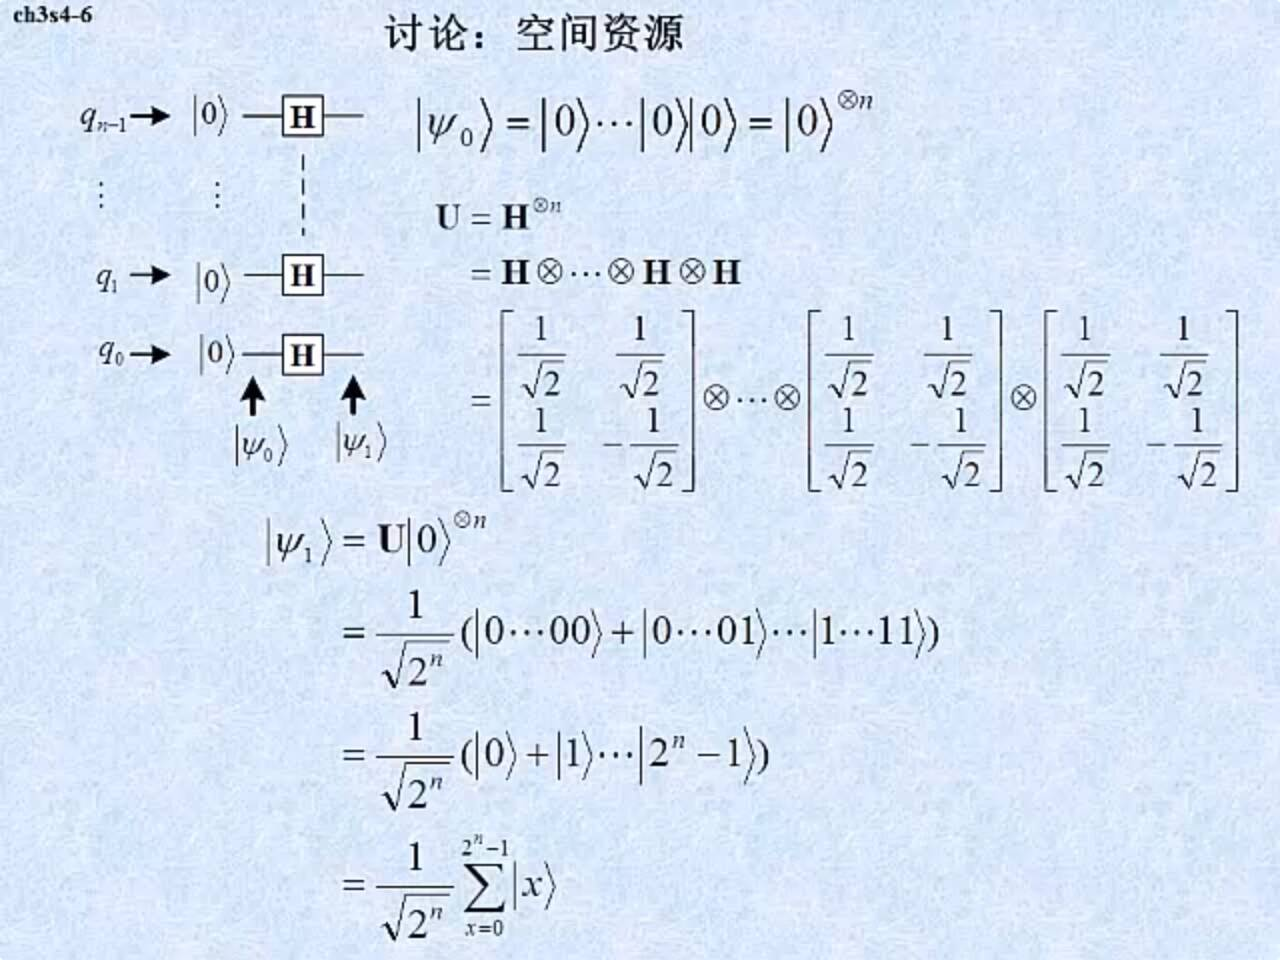 ch3s4-6
讨论：空间资源
qₙ₋₁ → |0⟩ H
|ψ₀⟩ = |0⟩⋯|0⟩|0⟩ = |0⟩^⊗n
⋮ ⋮
U = H^⊗n
q₁ → |0⟩ H
= H ⊗ ⋯ ⊗ H ⊗ H
q₀ → |0⟩ H
= [1/√2 1/√2; 1/√2 -1/√2] ⊗ ⋯ ⊗ [1/√2 1/√2; 1/√2 -1/√2] ⊗ [1/√2 1/√2; 1/√2 -1/√2]
|ψ₀⟩ |ψ₁⟩
|ψ₁⟩ = U|0⟩^⊗n
= 1/√2ⁿ (|0⋯00⟩ + |0⋯01⟩⋯|1⋯11⟩)
= 1/√2ⁿ (|0⟩ + |1⟩⋯|2ⁿ − 1⟩)
= 1/√2ⁿ ∑_{x=0}^{2ⁿ−1} |x⟩